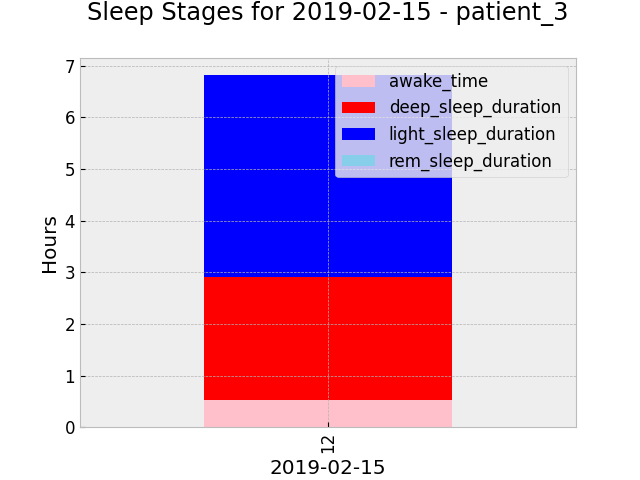 Sleep Stages for 2019-02-15 - patient_3
7
6
5
4
3
2
1
0
Hours
awake_time
deep_sleep_duration
light_sleep_duration
rem_sleep_duration
12
2019-02-15